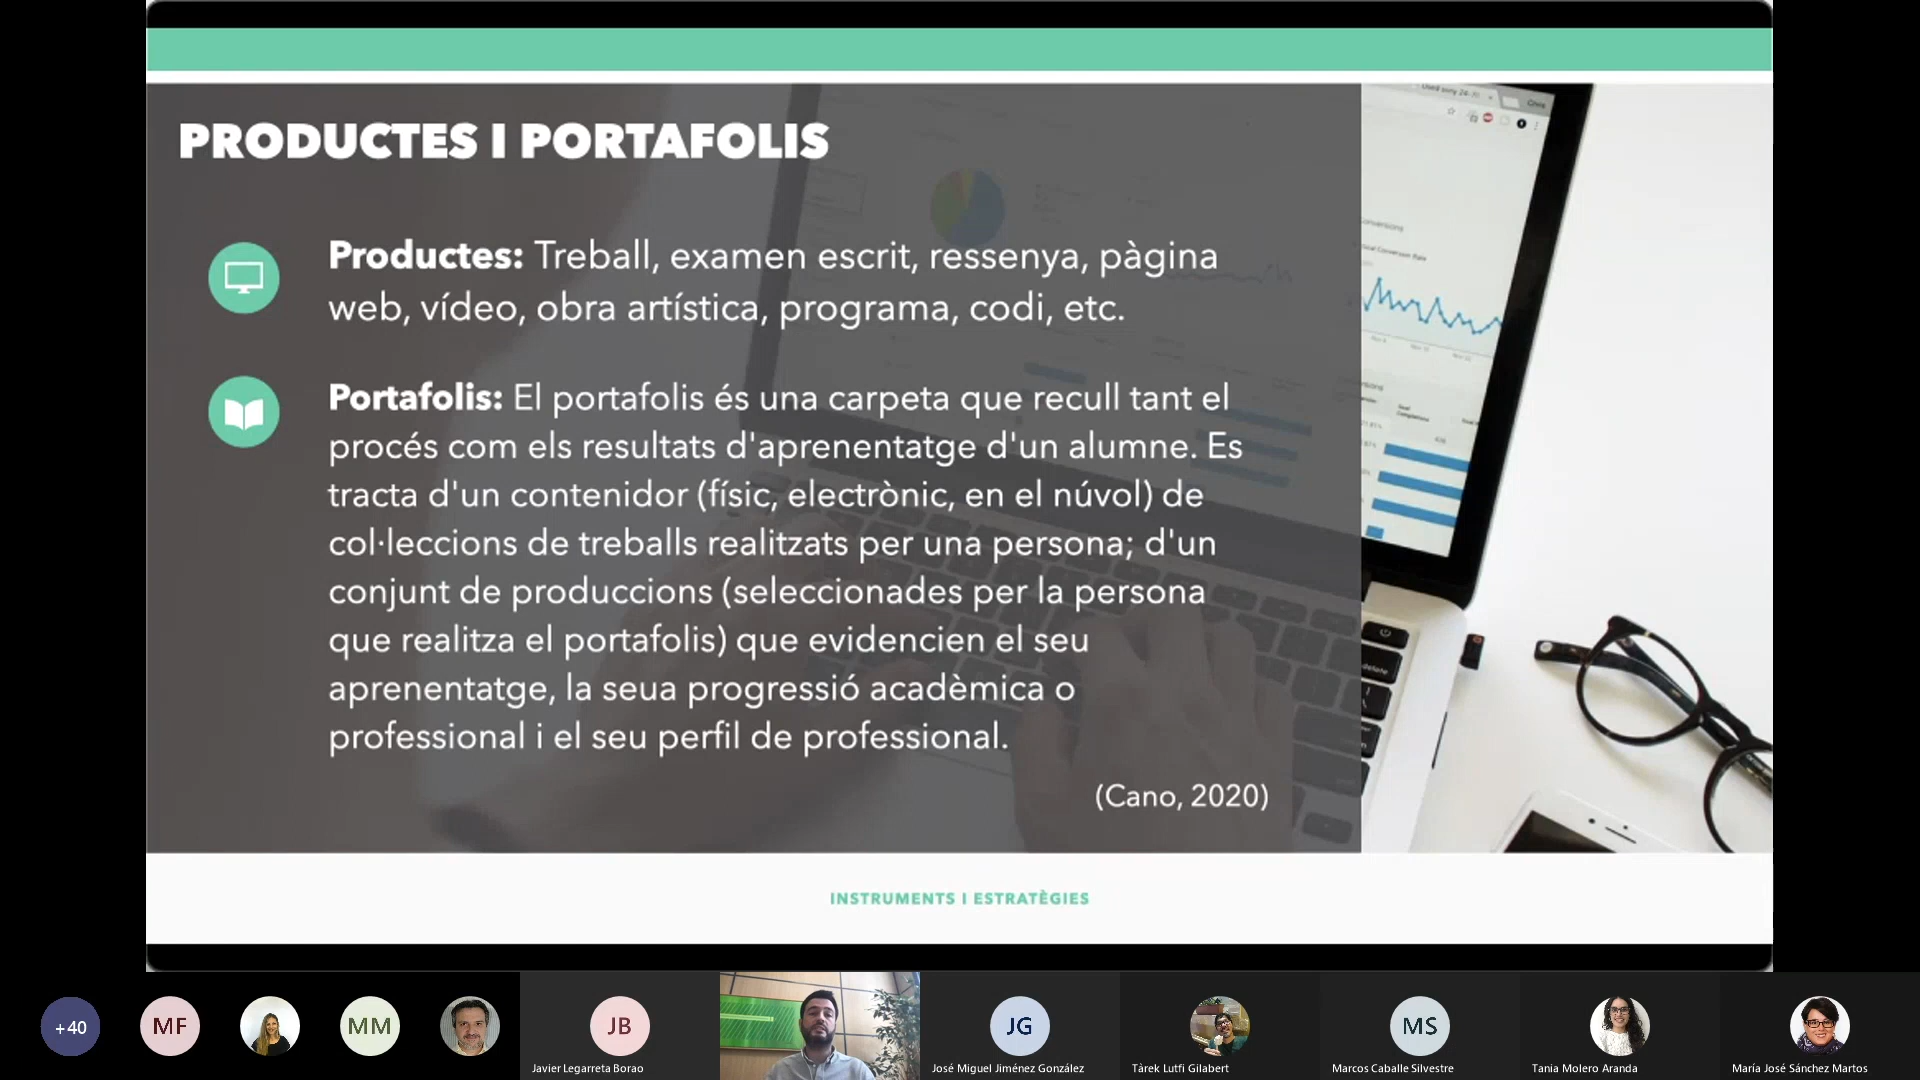 PRODUCTES I PORTAFOLIS
Productes: Treball, examen escrit, ressenya, pàgina
web, vídeo, obra artística, programa, codi, etc.
Portafolis: El portafolis és una carpeta que recull tant el
procés com els resultats d'aprenentatge d'un alumne. Es
tracta d'un contenidor (físic, electrònic, en el núvol) de
col·leccions de treballs realitzats per una persona; d'un
conjunt de produccions (seleccionades per la persona
que realitza el portafolis) que evidencien el seu
aprenentatge, la seua progressió acadèmica o
professional i el seu perfil de professional.
(Cano, 2020)
INSTRUMENTS I ESTRATÈGIES
+40
MF
MM
JB
JG
MS
Javier Legarreta Borao
José Miguel Jiménez González
Tàrek Lutfi Gilabert
Marcos Caballe Silvestre
Tania Molero Aranda
María José Sánchez Martos